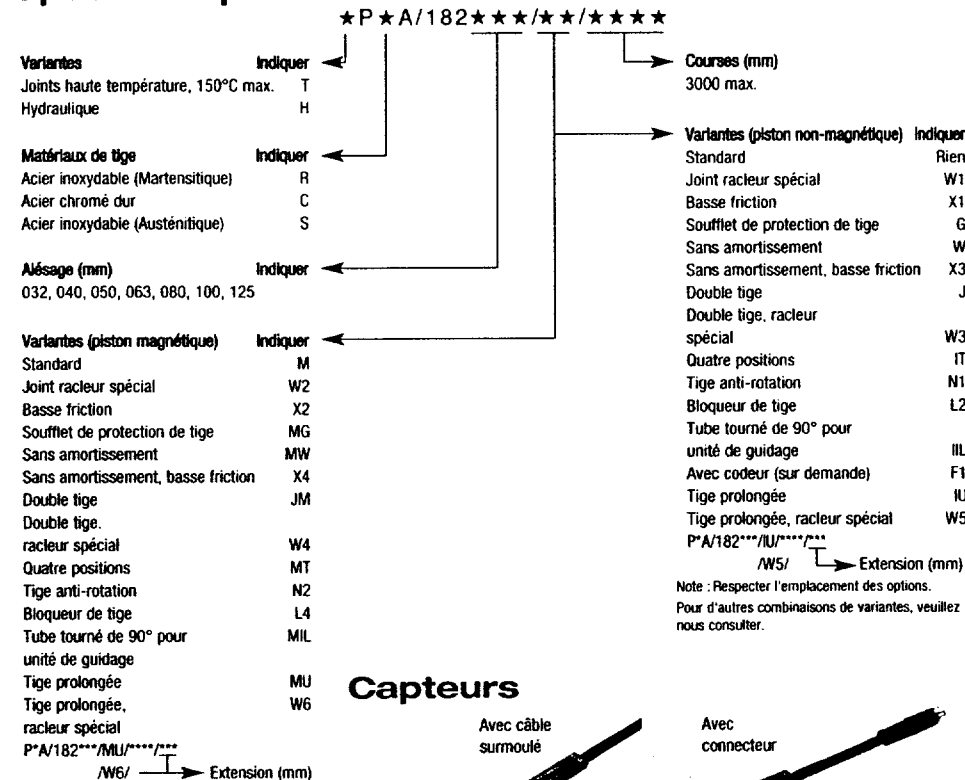 ★P★A/182★★★/★★/★★★★
Variantes Indiquer
Joints haute température, 150°C max. T
Hydraulique H
Matériaux de tige Indiquer
Acier inoxydable (Martensitique) R
Acier chromé dur C
Acier inoxydable (Austénitique) S
Alésage (mm) Indiquer
032, 040, 050, 063, 080, 100, 125
Variantes (piston magnétique) Indiquer
Standard M
Joint racleur spécial W2
Basse friction X2
Soufflet de protection de tige MG
Sans amortissement MW
Sans amortissement, basse friction X4
Double tige JM
Double tige.
racleur spécial W4
Quatre positions MT
Tige anti-rotation N2
Bloqueur de tige L4
Tube tourné de 90° pour MIL
unité de guidage
Tige prolongée MU
Tige prolongée, W6
racleur spécial
P*A/182***/MU/****/***
/W6/ Extension (mm)
Courses (mm)
3000 max.
Variantes (piston non-magnétique) Indiquer
Standard Rien
Joint racleur spécial W1
Basse friction X1
Soufflet de protection de tige G
Sans amortissement W
Sans amortissement, basse friction X3
Double tige J
Double tige, racleur
spécial W3
Quatre positions IT
Tige anti-rotation N1
Bloqueur de tige L2
Tube tourné de 90° pour
unité de guidage IIL
Avec codeur (sur demande) F1
Tige prolongée IU
Tige prolongée, racleur spécial W5
P*A/182***/IU/****/***
/W5/ Extension (mm)
Note : Respecter l'emplacement des options.
Pour d'autres combinaisons de variantes, veuillez
nous consulter.
Capteurs
Avec câble
surmoulé
Avec
connecteur